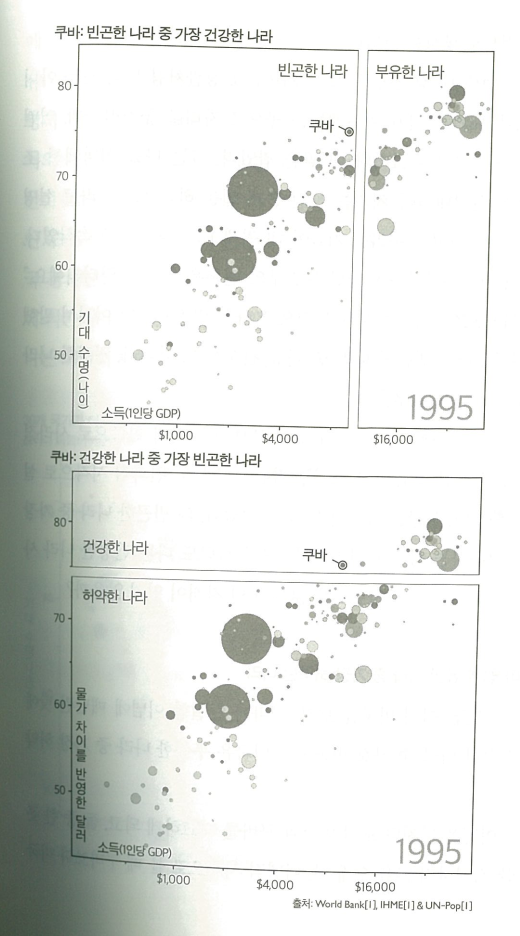 쿠바: 빈곤한 나라 중 가장 건강한 나라
빈곤한 나라
부유한 나라
쿠바
80
70
60
50
기대 수명(나이)
소득(1인당 GDP)
1995
$1,000
$4,000
$16,000
쿠바: 건강한 나라 중 가장 빈곤한 나라
80
건강한 나라
쿠바
허약한 나라
70
60
50
물가 차이를 반영한 달러
소득(1인당 GDP)
1995
$1,000
$4,000
$16,000
출처: World Bank[1], IHME[1] & UN-Pop[1]